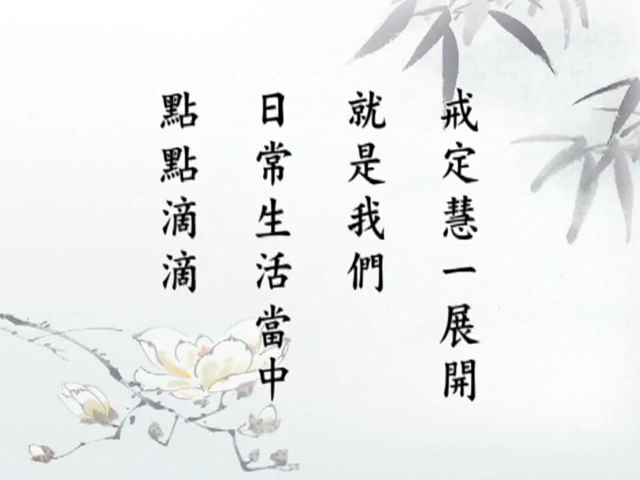 戒定慧一展開
就是我們
日常生活當中
點點滴滴